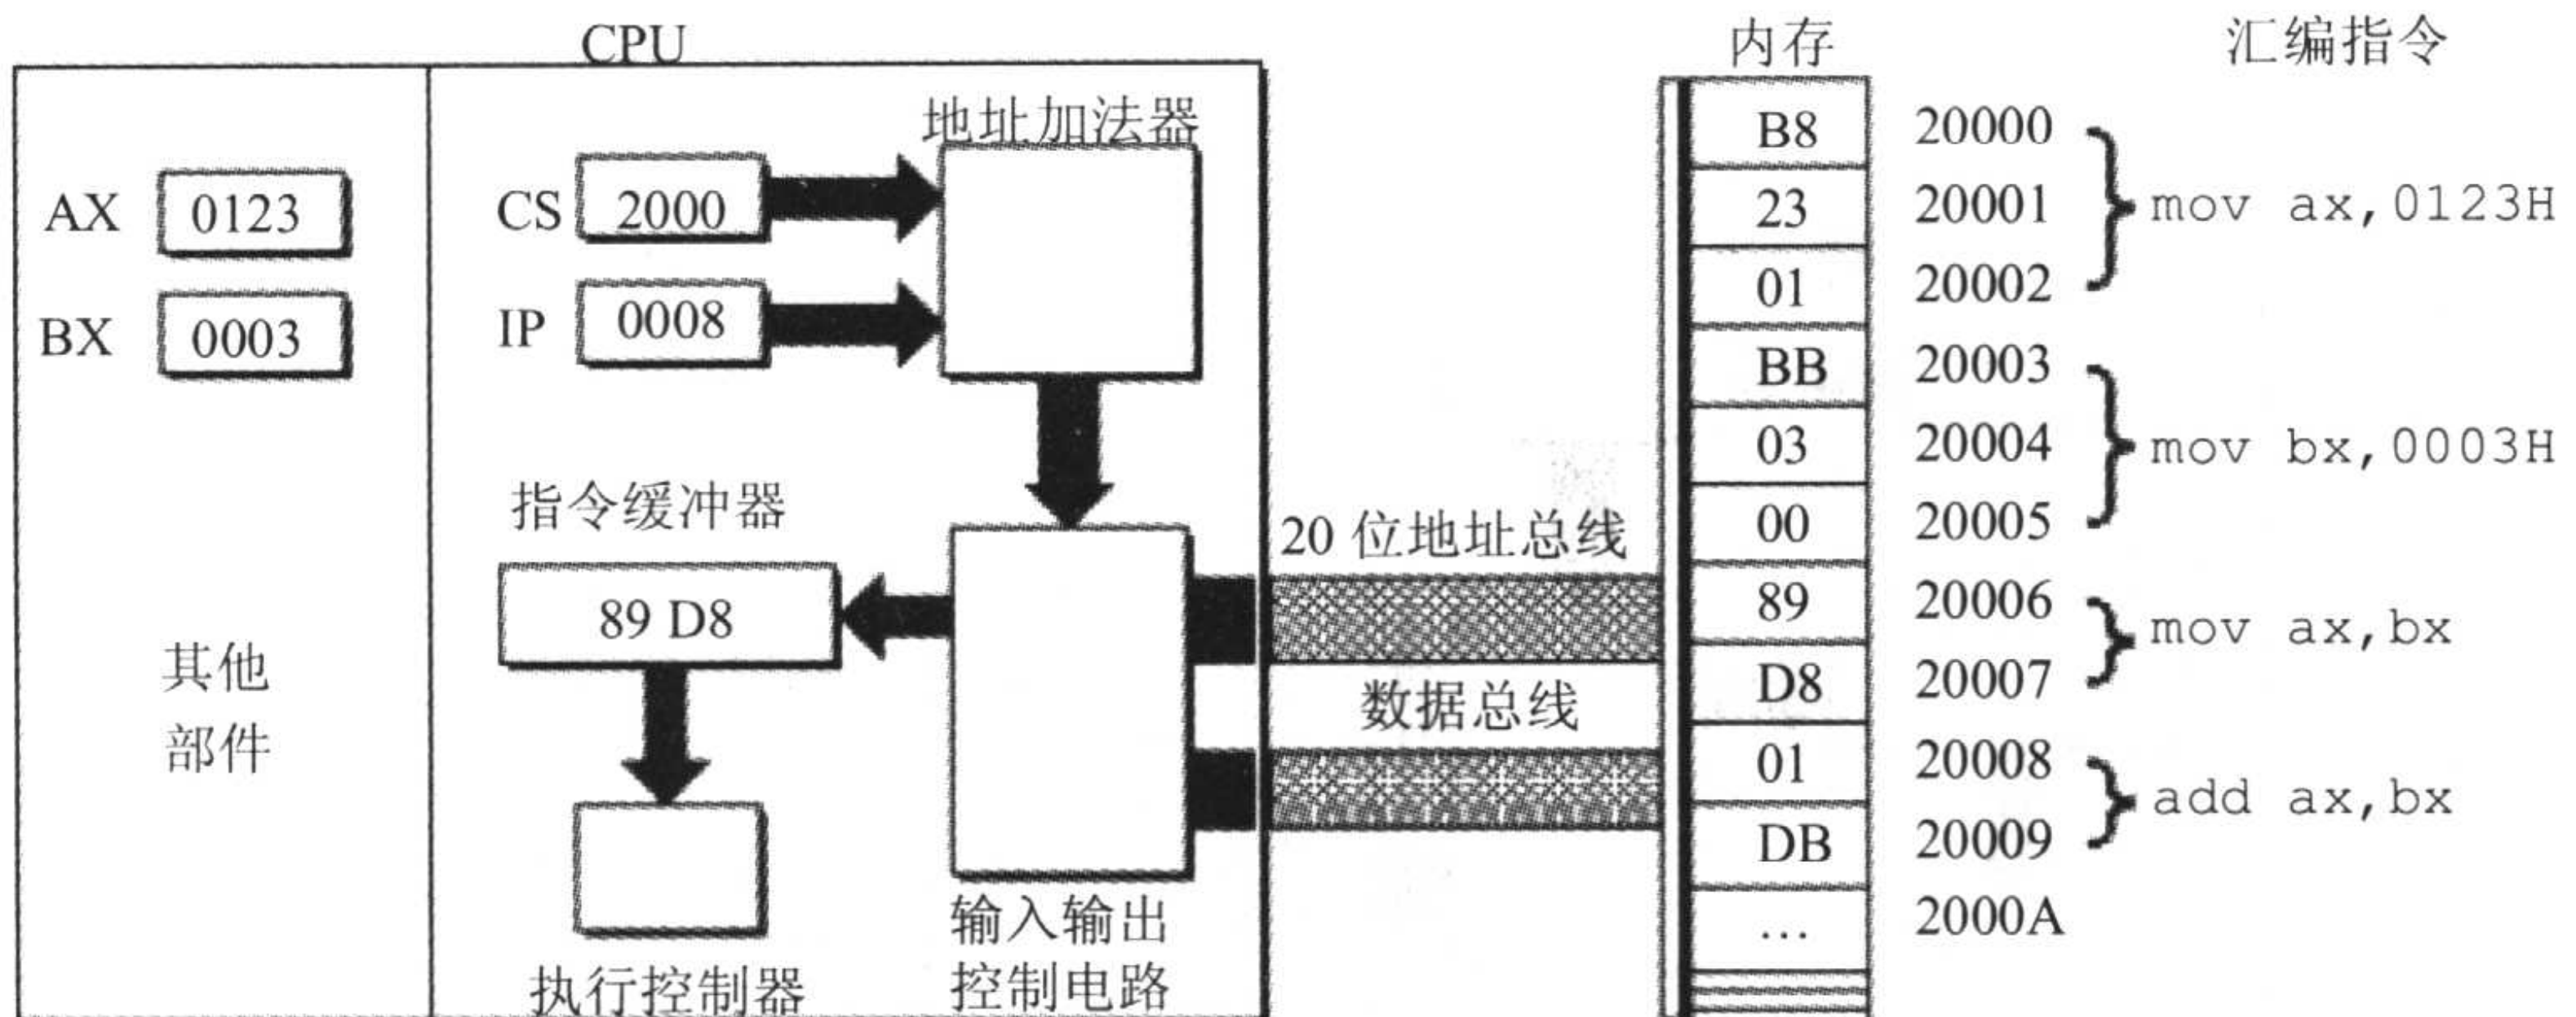 CPU
地址加法器
AX 0123
BX 0003
其他
部件
CS 2000
IP 0008
指令缓冲器
89 D8
执行控制器
输入输出
控制电路
20 位地址总线
数据总线
内存
汇编指令
B8 20000
23 20001 mov ax,0123H
01 20002
BB 20003
03 20004 mov bx,0003H
00 20005
89 20006
mov ax,bx
D8 20007
01 20008
add ax,bx
DB 20009
… 2000A